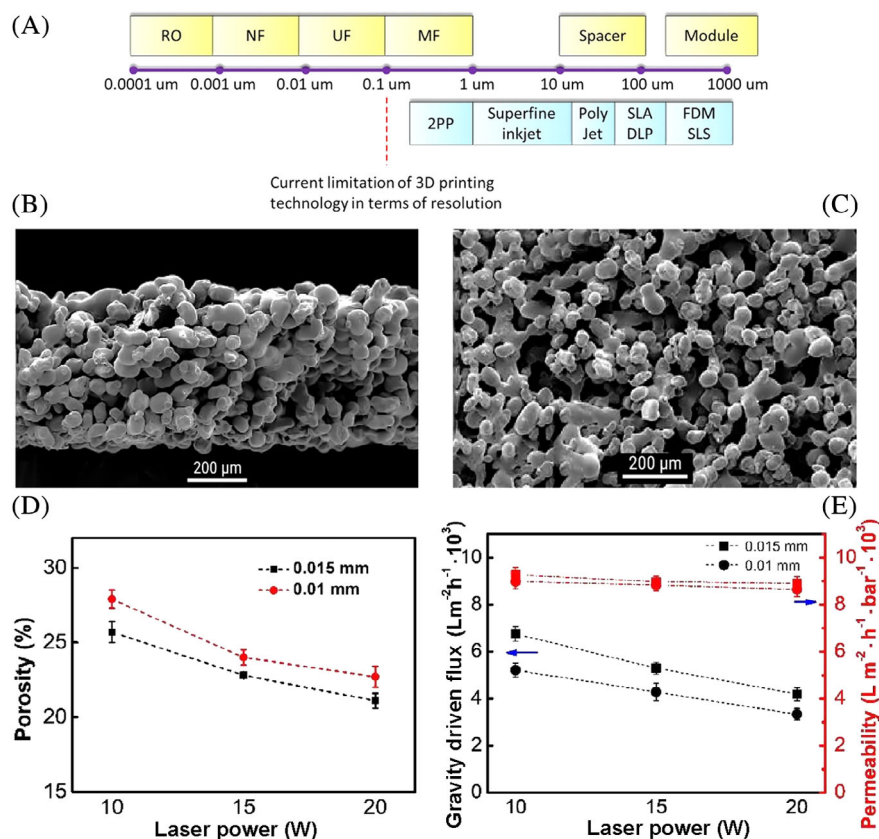 (A)
RO NF UF MF Spacer Module
0.0001 um 0.001 um 0.01 um 0.1 um 1 um 10 um 100 um 1000 um
2PP Superfine inkjet Poly Jet SLA DLP FDM SLS
Current limitation of 3D printing
technology in terms of resolution
(B)
(C)
200 μm
200 μm
(D)
Porosity (%)
30
25
20
15
0.015 mm
0.01 mm
10 15 20
Laser power (W)
(E)
Gravity driven flux (Lm⁻²h⁻¹·10³)
10
8
6
4
2
0
0.015 mm
0.01 mm
10
8
6
4
2
0
Permeability (L m⁻²·h⁻¹·bar⁻¹·10³)
10 15 20
Laser power (W)